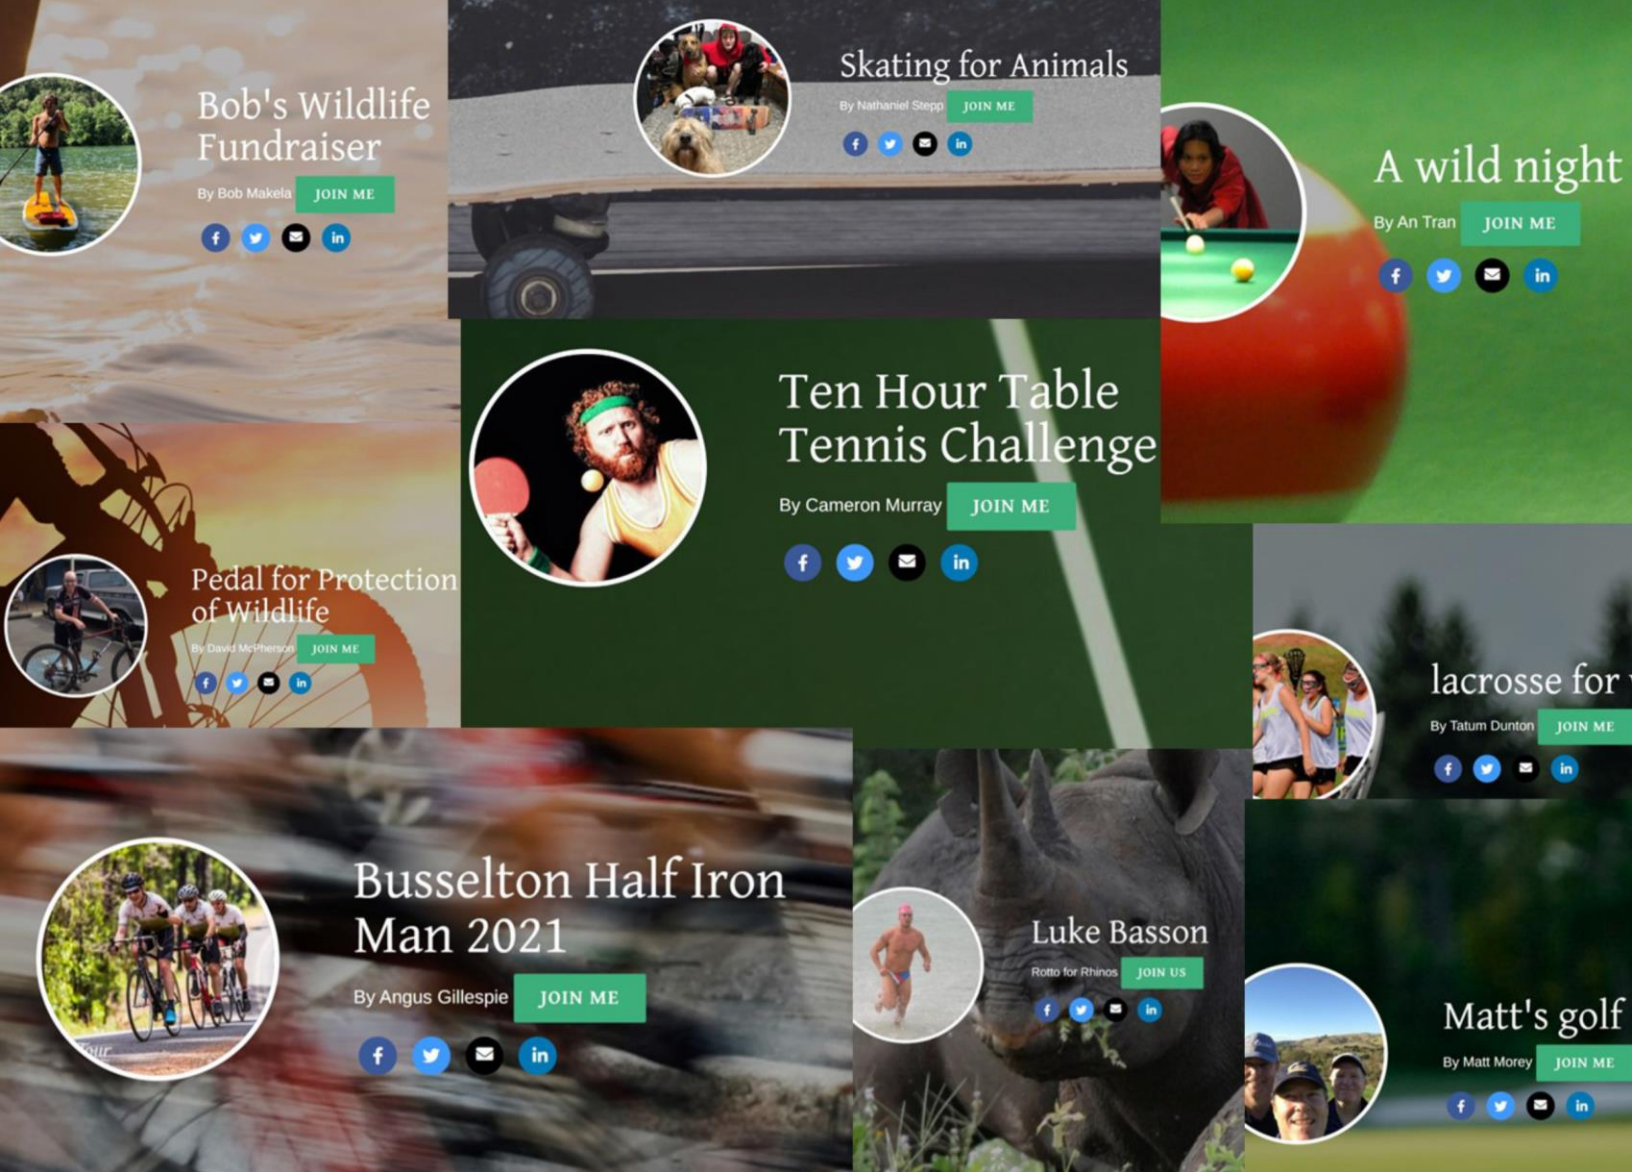 Bob's Wildlife
Fundraiser
By Bob Makela JOIN ME
Skating for Animals
By Nathaniel Stepp JOIN ME
A wild night
By An Tran JOIN ME
Ten Hour Table
Tennis Challenge
By Cameron Murray JOIN ME
Pedal for Protection
of Wildlife
By David McPherson JOIN ME
lacrosse for
By Tatum Dunton JOIN ME
Busselton Half Iron
Man 2021
By Angus Gillespie JOIN ME
Tour
Luke Basson
Rotto for Rhinos JOIN US
Matt's golf
By Matt Morey JOIN ME